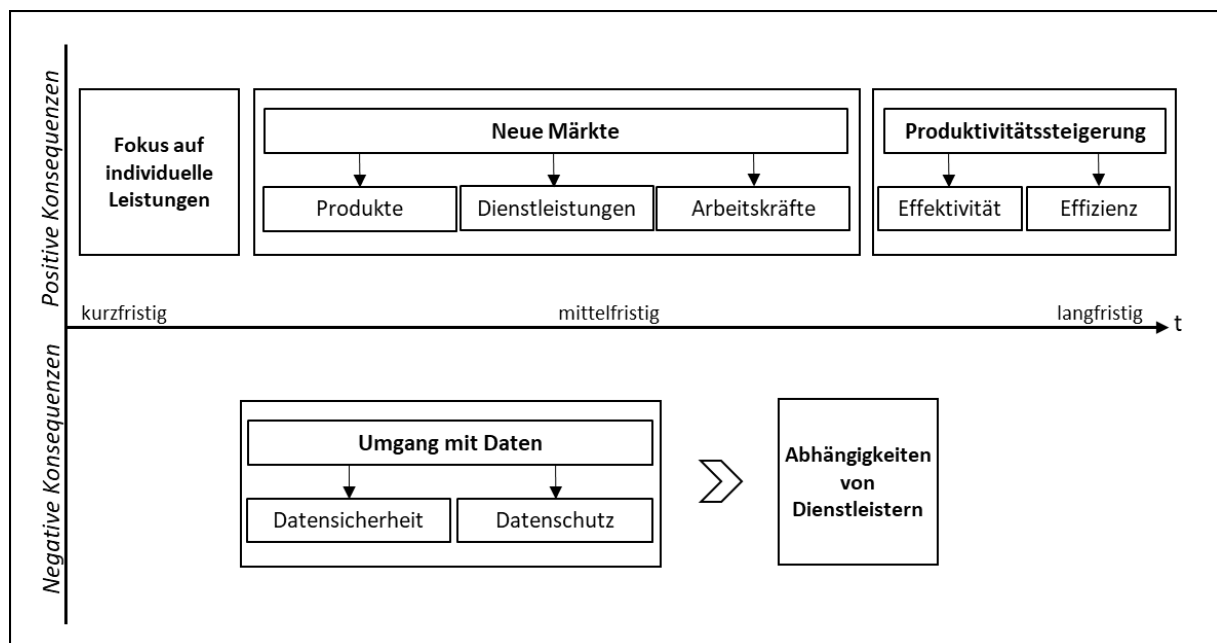 Positive Konsequenzen
Fokus auf
individuelle
Leistungen
Neue Märkte
Produkte
Dienstleistungen
Arbeitskräfte
Produktivitätssteigerung
Effektivität
Effizienz
kurzfristig
mittelfristig
langfristig
t
Negative Konsequenzen
Umgang mit Daten
Datensicherheit
Datenschutz
Abhängigkeiten
von
Dienstleistern